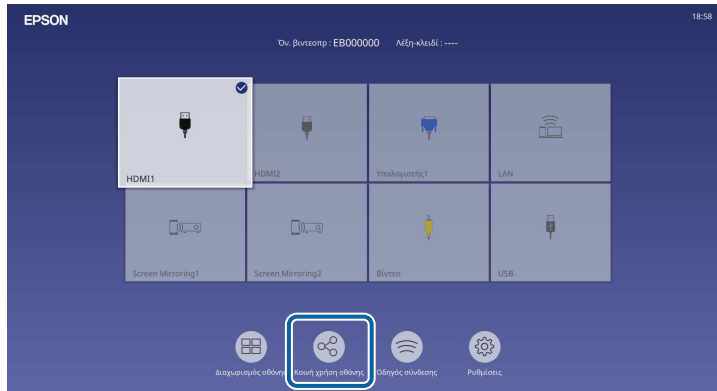 EPSON
18:58
Όν. βιντεοπρ : EB000000 Λέξη-κλειδί : ----
HDMI1
HDMI2
Υπολογιστής1
LAN
Screen Mirroring1
Screen Mirroring2
Βίντεο
USB
Διαχωρισμός οθόνης
Κοινή χρήση οθόνης
Οδηγός σύνδεσης
Ρυθμίσεις